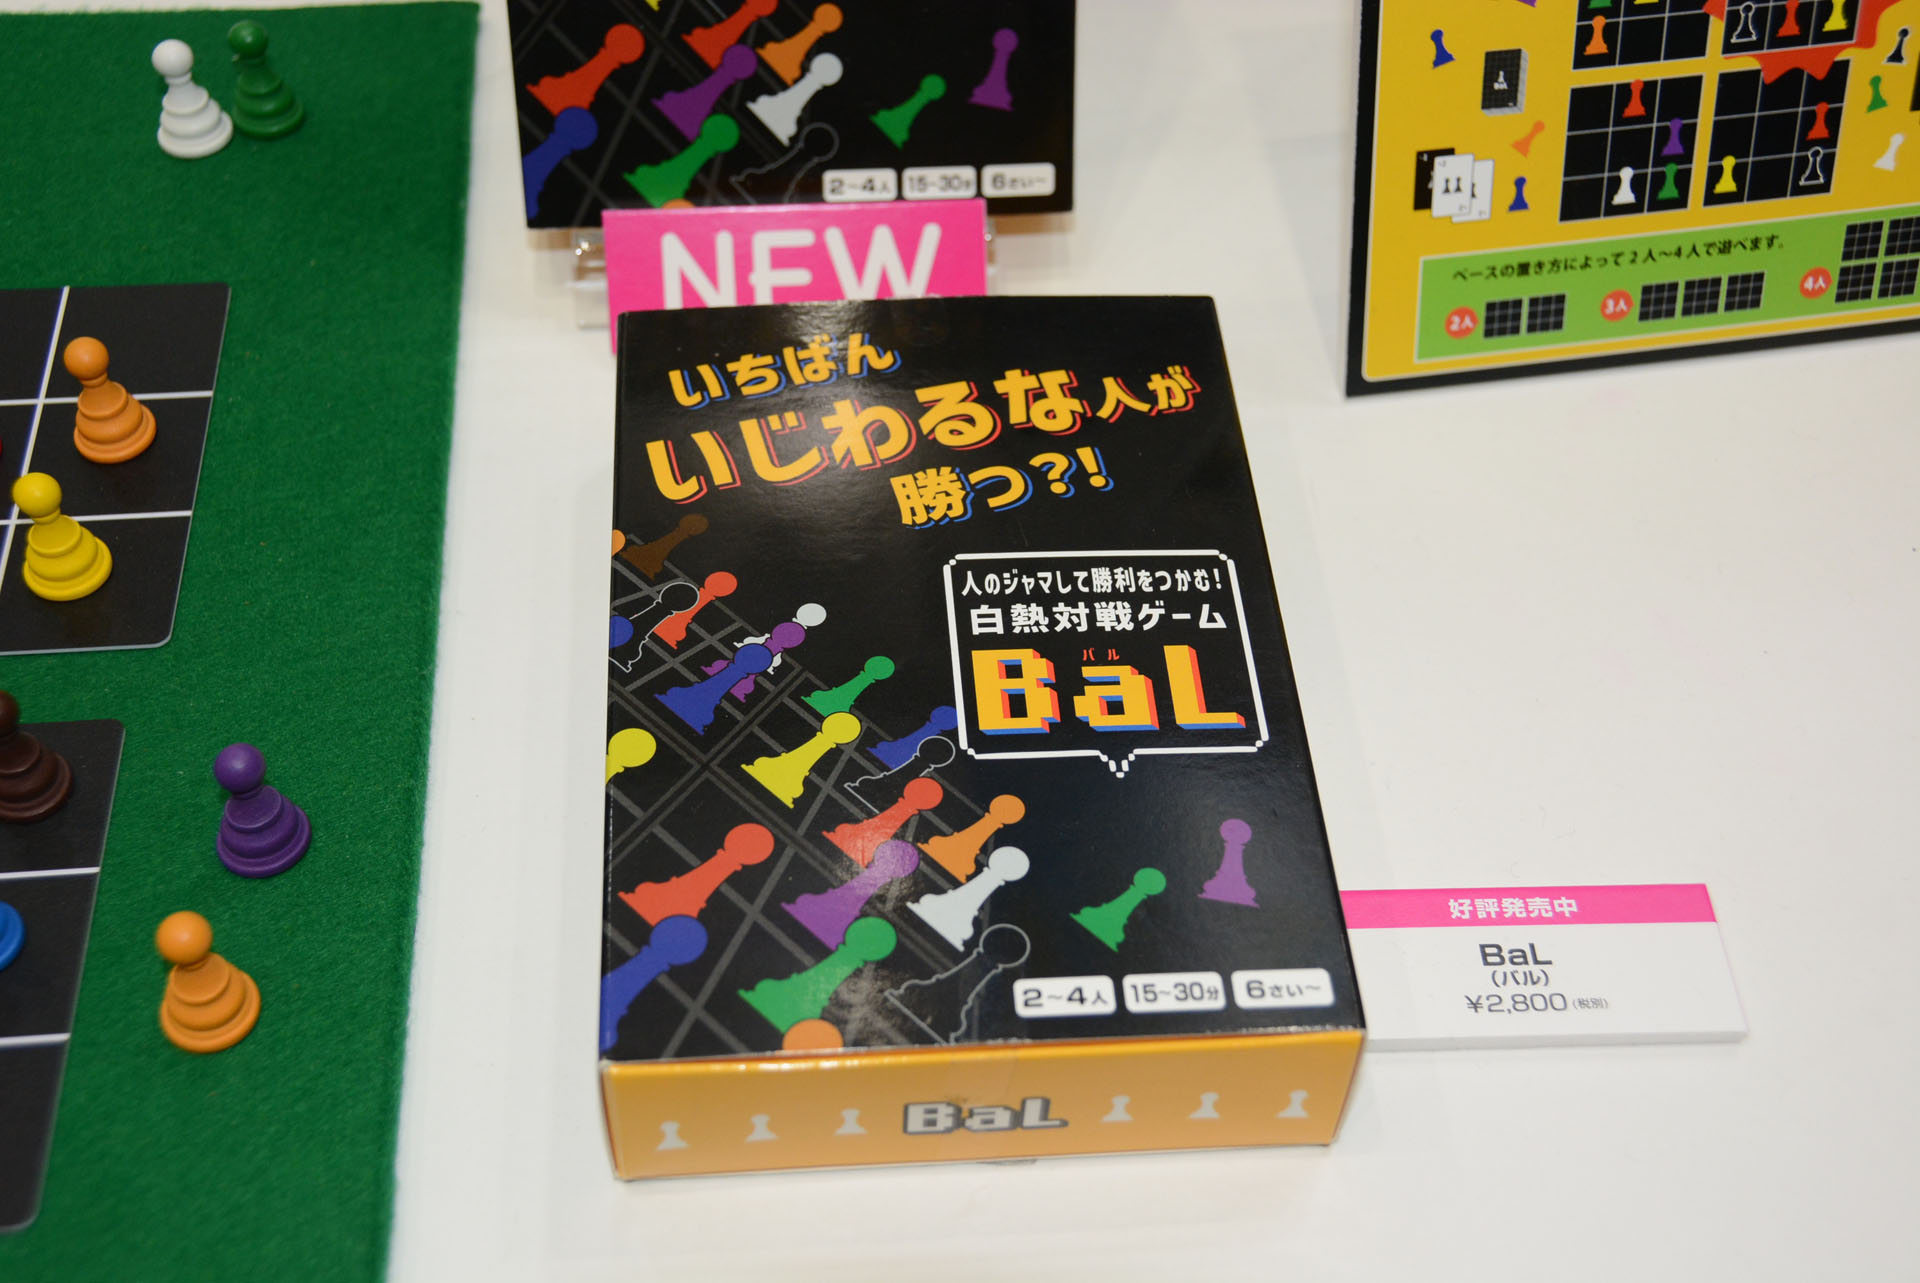 2~4人 15~30分 6さい~
NEW
いちばん
いじわるな人が
勝つ?!
人のジャマして勝利をつかむ!
白熱対戦ゲーム
バル
BaL
2~4人 15~30分 6さい~
BaL
ベースの置き方によって2人~4人で遊べます。
2人 3人 4人
好評発売中
BaL
(バル)
¥2,800(税別)